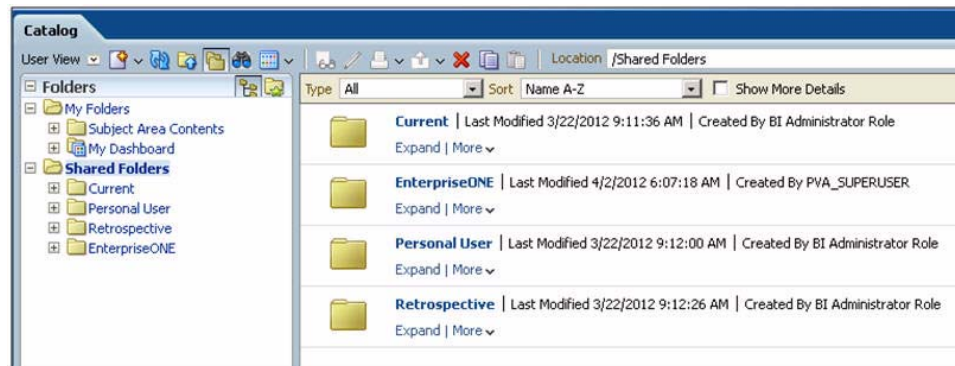 Catalog
User View
Location /Shared Folders
Folders
Type All Sort Name A-Z Show More Details
My Folders
Subject Area Contents
My Dashboard
Shared Folders
Current
Personal User
Retrospective
EnterpriseONE
Current | Last Modified 3/22/2012 9:11:36 AM | Created By BI Administrator Role
Expand | More
EnterpriseONE | Last Modified 4/2/2012 6:07:18 AM | Created By PVA_SUPERUSER
Expand | More
Personal User | Last Modified 3/22/2012 9:12:00 AM | Created By BI Administrator Role
Expand | More
Retrospective | Last Modified 3/22/2012 9:12:26 AM | Created By BI Administrator Role
Expand | More